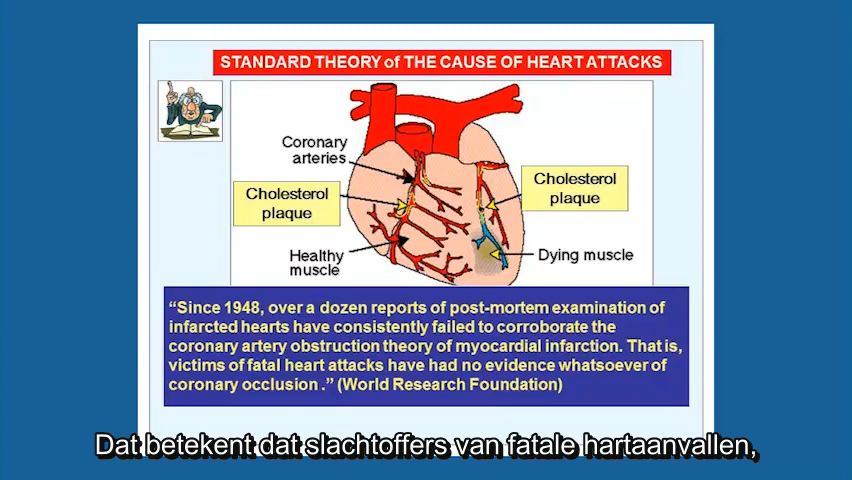 STANDARD THEORY of THE CAUSE OF HEART ATTACKS
Coronary
arteries
Cholesterol
plaque
Cholesterol
plaque
Healthy
muscle
Dying muscle
“Since 1948, over a dozen reports of post-mortem examination of
infarcted hearts have consistently failed to corroborate the
coronary artery obstruction theory of myocardial infarction. That is,
victims of fatal heart attacks have had no evidence whatsoever of
coronary occlusion .” (World Research Foundation)
Dat betekent dat slachtoffers van fatale hartaanvallen,